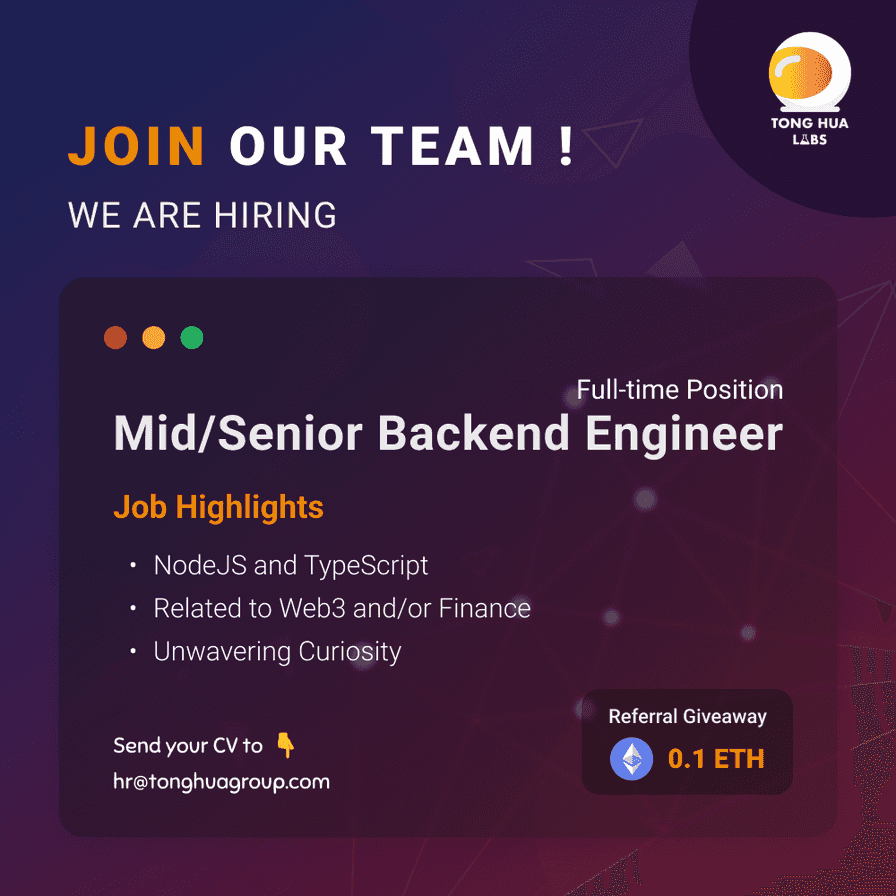 TONG HUA
LABS
JOIN OUR TEAM !
WE ARE HIRING
Full-time Position
Mid/Senior Backend Engineer
Job Highlights
• NodeJS and TypeScript
• Related to Web3 and/or Finance
• Unwavering Curiosity
Send your CV to 👇
hr@tonghuagroup.com
Referral Giveaway
0.1 ETH